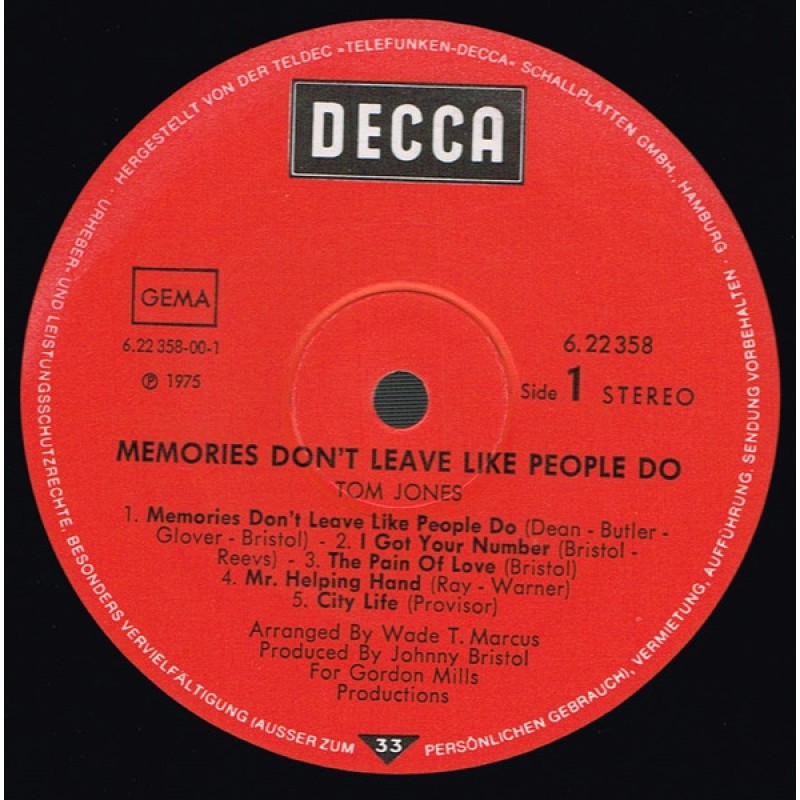 HERGESTELLT VON DER TELDEC »TELEFUNKEN-DECCA« SCHALLPLATTEN GMBH., HAMBURG · URHEBER- UND LEISTUNGSSCHUTZRECHTE, BESONDERS VERVIELFÄLTIGUNG (AUSSER ZUM PERSÖNLICHEN GEBRAUCH), VERMIETUNG, AUFFÜHRUNG, SENDUNG VORBEHALTEN ·
DECCA
GEMA
6.22 358-00-1
6.22358
℗ 1975
Side 1 STEREO
MEMORIES DON'T LEAVE LIKE PEOPLE DO
TOM JONES
1. Memories Don't Leave Like People Do (Dean - Butler -
Glover - Bristol) - 2. I Got Your Number (Bristol -
Reevs) - 3. The Pain Of Love (Bristol)
4. Mr. Helping Hand (Ray - Warner)
5. City Life (Provisor)
Arranged By Wade T. Marcus
Produced By Johnny Bristol
For Gordon Mills
Productions
33